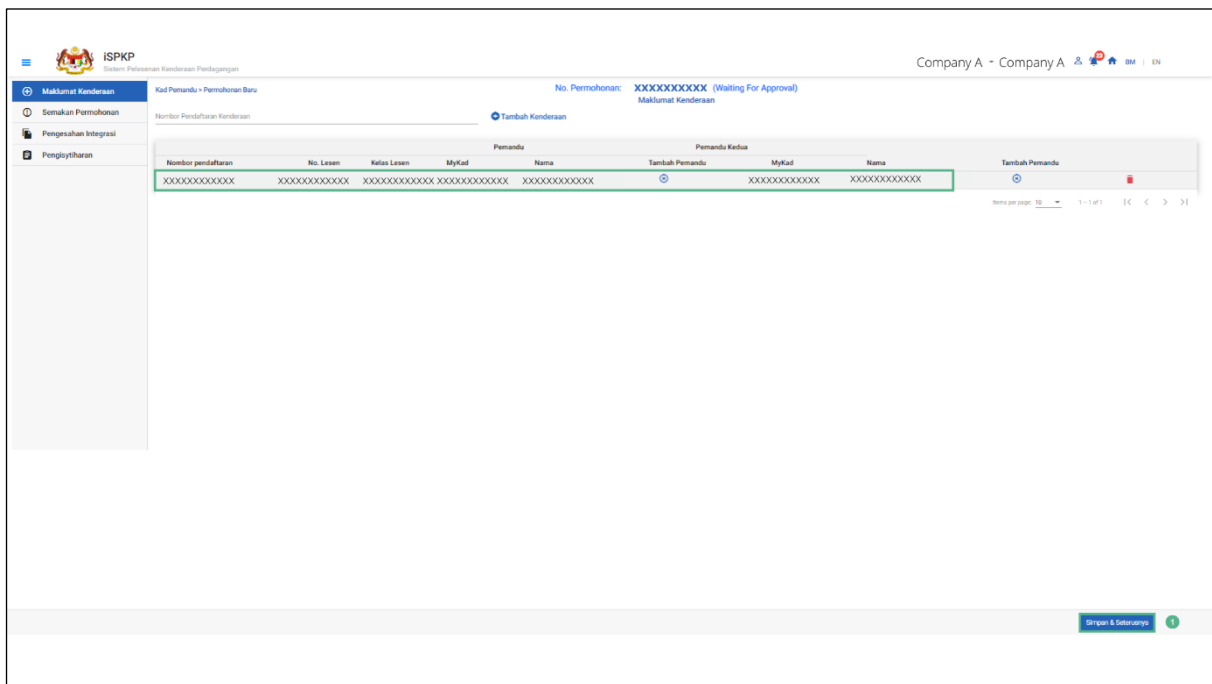 iSPKP
Sistem Pelesenan Kenderaan Perdagangan
Company A - Company A 23 BM | EN
Maklumat Kenderaan
Semakan Permohonan
Pengesahan Integrasi
Pengisytiharan
Kad Pemandu > Permohonan Baru
No. Permohonan: XXXXXXXXXX (Waiting For Approval)
Maklumat Kenderaan
Nombor Pendaftaran Kenderaan Tambah Kenderaan
Pemandu Pemandu Kedua
Nombor pendaftaran No. Lesen Kelas Lesen MyKad Nama Tambah Pemandu MyKad Nama Tambah Pemandu
XXXXXXXXXXXX XXXXXXXXXXXX XXXXXXXXXXXX XXXXXXXXXXXX XXXXXXXXXXXX XXXXXXXXXXXX XXXXXXXXXXXX
Items per page: 10 1 – 1 of 1
Simpan & Seterusnya 1